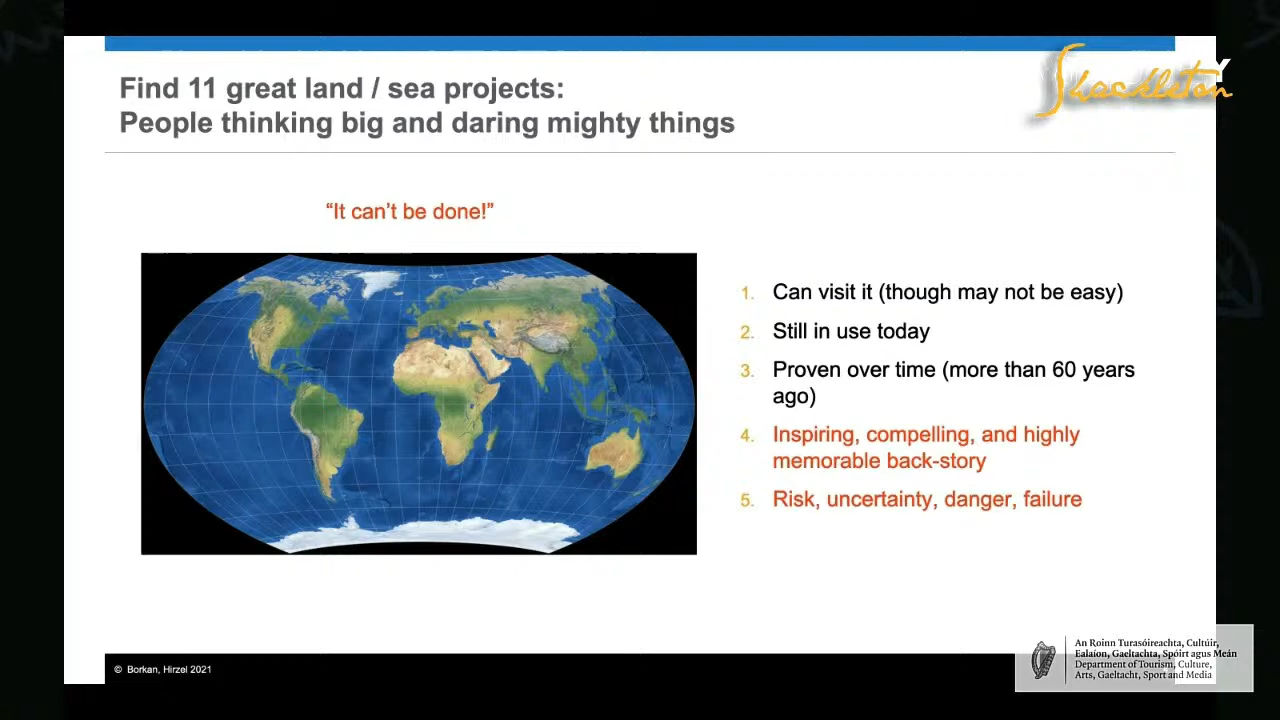 Find 11 great land / sea projects:
People thinking big and daring mighty things
Shackleton
“It can’t be done!”
1. Can visit it (though may not be easy)
2. Still in use today
3. Proven over time (more than 60 years
ago)
4. Inspiring, compelling, and highly
memorable back-story
5. Risk, uncertainty, danger, failure
© Borkan, Hirzel 2021
An Roinn Turasóireachta, Cultúir,
Ealaíon, Gaeltachta, Spóirt agus Meán
Department of Tourism, Culture,
Arts, Gaeltacht, Sport and Media